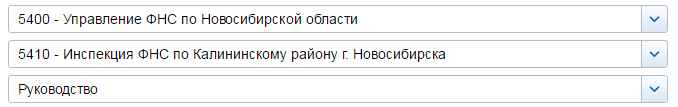 5400 - Управление ФНС по Новосибирской области
5410 - Инспекция ФНС по Калининскому району г. Новосибирска
Руководство